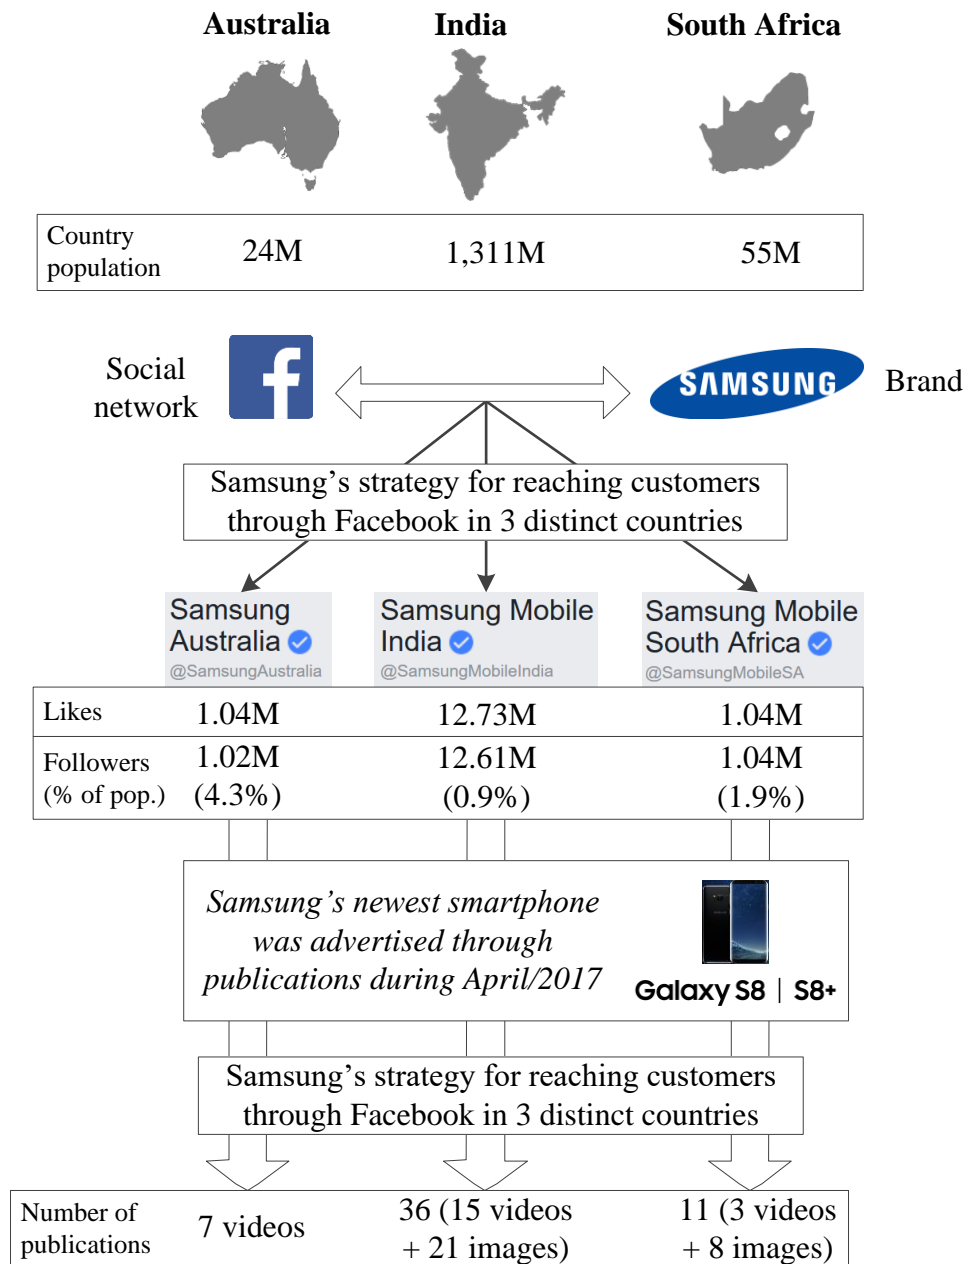 Australia
India
South Africa
Country
population
24M
1,311M
55M
Social
network
f
SAMSUNG
Brand
Samsung's strategy for reaching customers
through Facebook in 3 distinct countries
Samsung
Australia
@SamsungAustralia
Samsung Mobile
India
@SamsungMobileIndia
Samsung Mobile
South Africa
@SamsungMobileSA
Likes
1.04M
12.73M
1.04M
Followers
(% of pop.)
1.02M
(4.3%)
12.61M
(0.9%)
1.04M
(1.9%)
Samsung's newest smartphone
was advertised through
publications during April/2017
Galaxy S8 | S8+
Samsung's strategy for reaching customers
through Facebook in 3 distinct countries
Number of
publications
7 videos
36 (15 videos
+ 21 images)
11 (3 videos
+ 8 images)